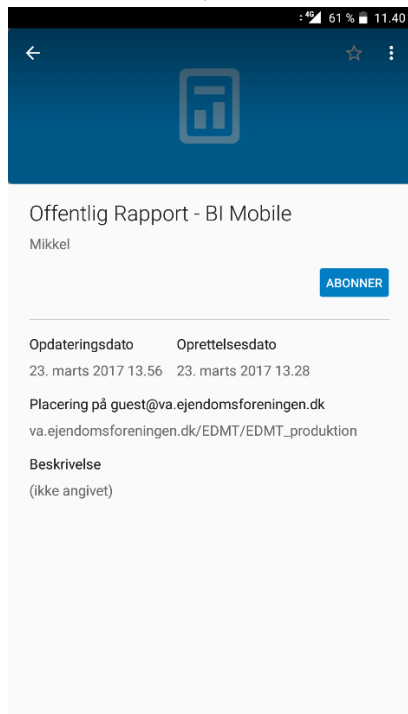 4G 61 % 11.40
Offentlig Rapport - BI Mobile
Mikkel
ABONNER
Opdateringsdato Oprettelsesdato
23. marts 2017 13.56 23. marts 2017 13.28
Placering på guest@va.ejendomsforeningen.dk
va.ejendomsforeningen.dk/EDMT/EDMT_produktion
Beskrivelse
(ikke angivet)